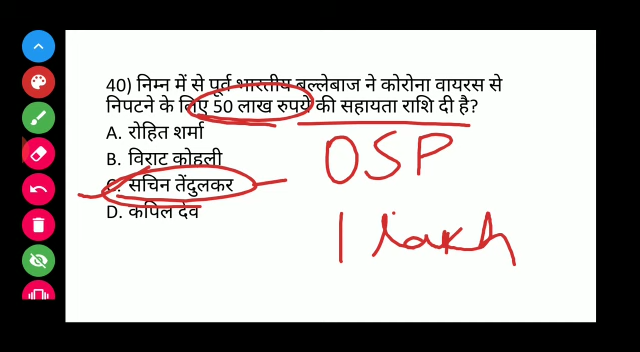 40) निम्न में से पूर्व भारतीय बल्लेबाज ने कोरोना वायरस से
निपटने के लिए 50 लाख रुपये की सहायता राशि दी है?
A. रोहित शर्मा
B. विराट कोहली
C. सचिन तेंदुलकर
D. कपिल देव
OSP
1 lakh